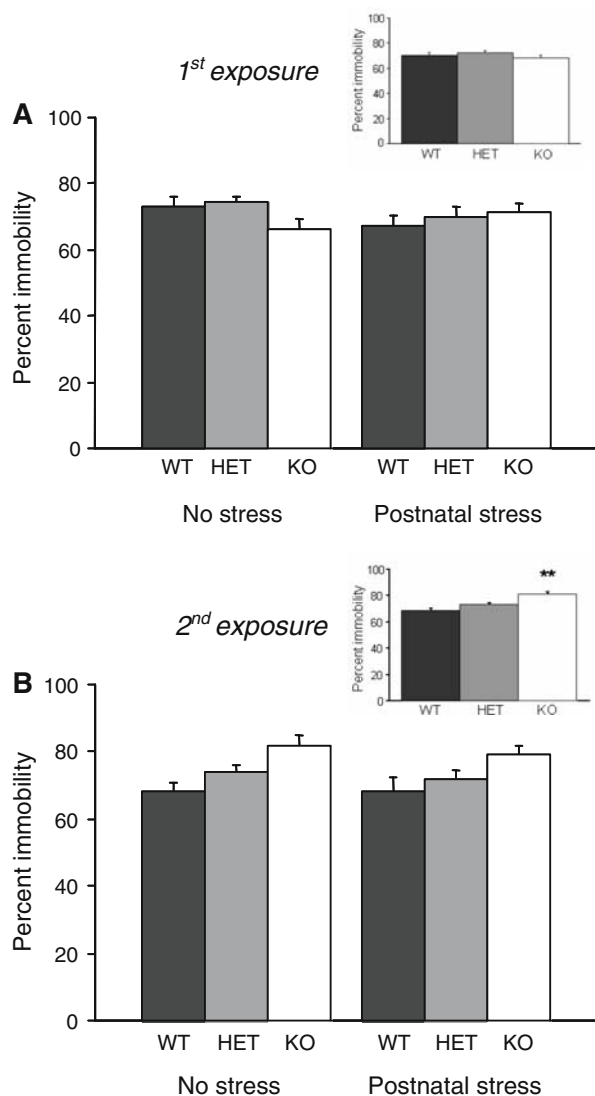 1st exposure
Percent immobility
100
80
60
40
20
0
WT HET KO
A
Percent immobility
100
80
60
40
20
0
WT HET KO WT HET KO
No stress Postnatal stress
2nd exposure
Percent immobility
100
80
60
40
20
0
**
WT HET KO
B
Percent immobility
100
80
60
40
20
0
WT HET KO WT HET KO
No stress Postnatal stress